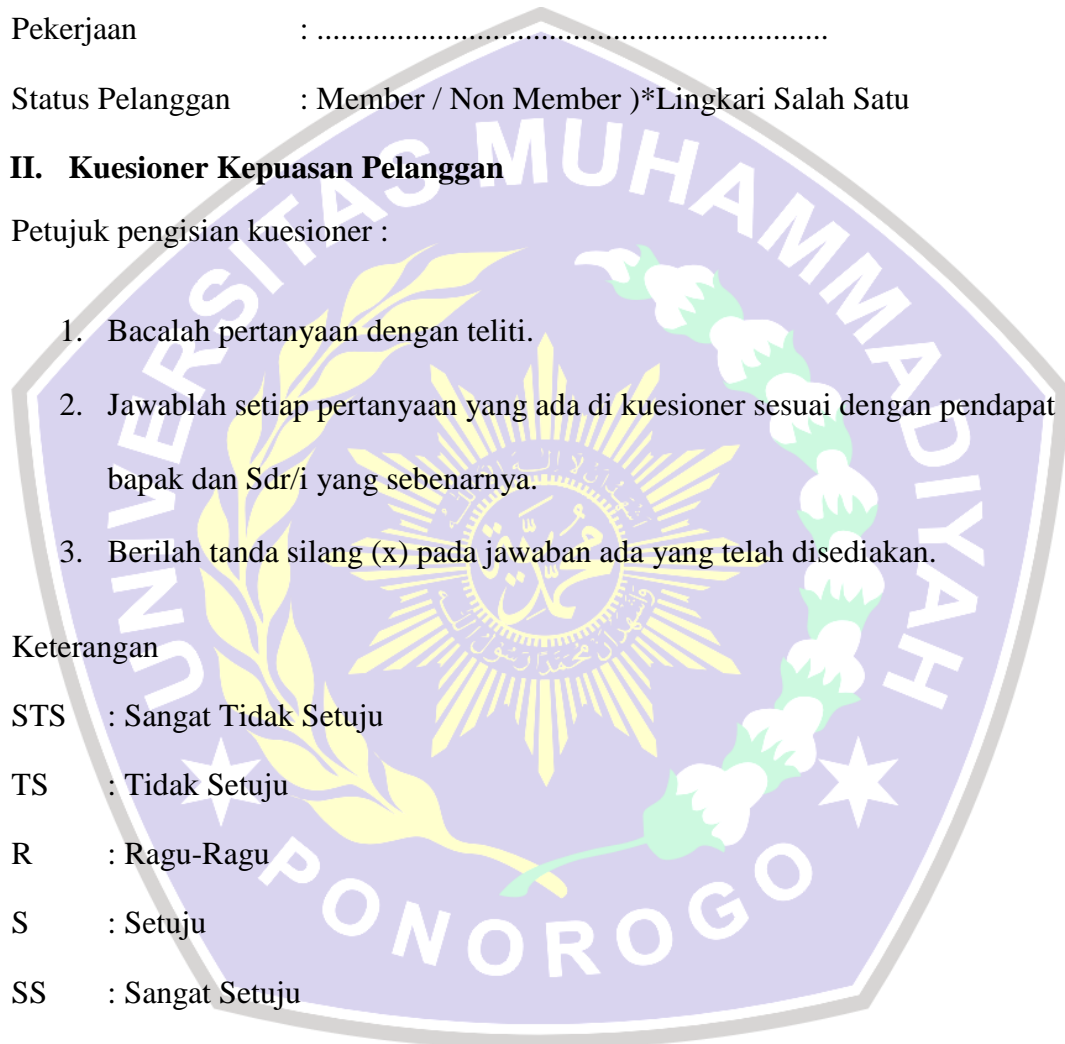 Pekerjaan : ................................................................
Status Pelanggan : Member / Non Member )*Lingkari Salah Satu
II. Kuesioner Kepuasan Pelanggan
Petujuk pengisian kuesioner :
1. Bacalah pertanyaan dengan teliti.
2. Jawablah setiap pertanyaan yang ada di kuesioner sesuai dengan pendapat
bapak dan Sdr/i yang sebenarnya.
3. Berilah tanda silang (x) pada jawaban ada yang telah disediakan.
Keterangan
STS : Sangat Tidak Setuju
TS : Tidak Setuju
R : Ragu-Ragu
S : Setuju
SS : Sangat Setuju
UNIVERSITAS MUHAMMADIYAH
PONOROGO